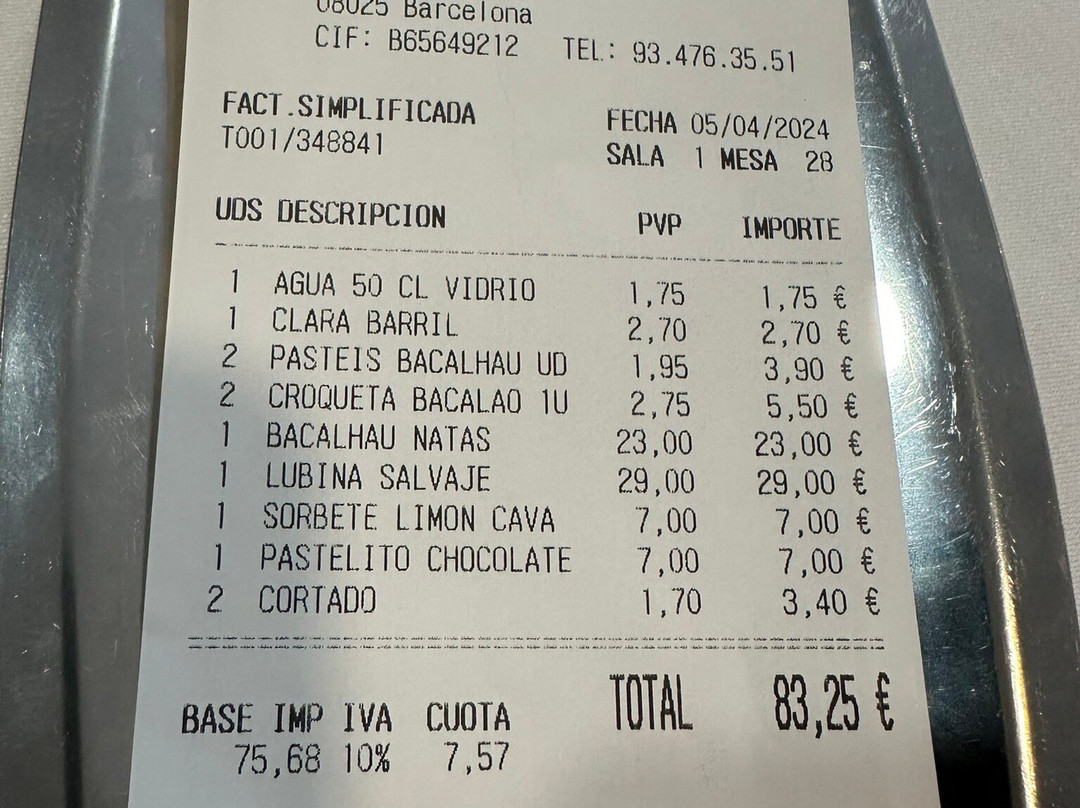 08025 Barcelona
CIF: B65649212 TEL: 93.476.35.51
FACT.SIMPLIFICADA
T001/348841
FECHA 05/04/2024
SALA 1 MESA 28
UDS DESCRIPCION PVP IMPORTE
1 AGUA 50 CL VIDRIO 1,75 1,75 €
1 CLARA BARRIL 2,70 2,70 €
2 PASTEIS BACALHAU UD 1,95 3,90 €
2 CROQUETA BACALAO 1U 2,75 5,50 €
1 BACALHAU NATAS 23,00 23,00 €
1 LUBINA SALVAJE 29,00 29,00 €
1 SORBETE LIMON CAVA 7,00 7,00 €
1 PASTELITO CHOCOLATE 7,00 7,00 €
2 CORTADO 1,70 3,40 €
TOTAL 83,25 €
BASE IMP IVA CUOTA
75,68 10% 7,57